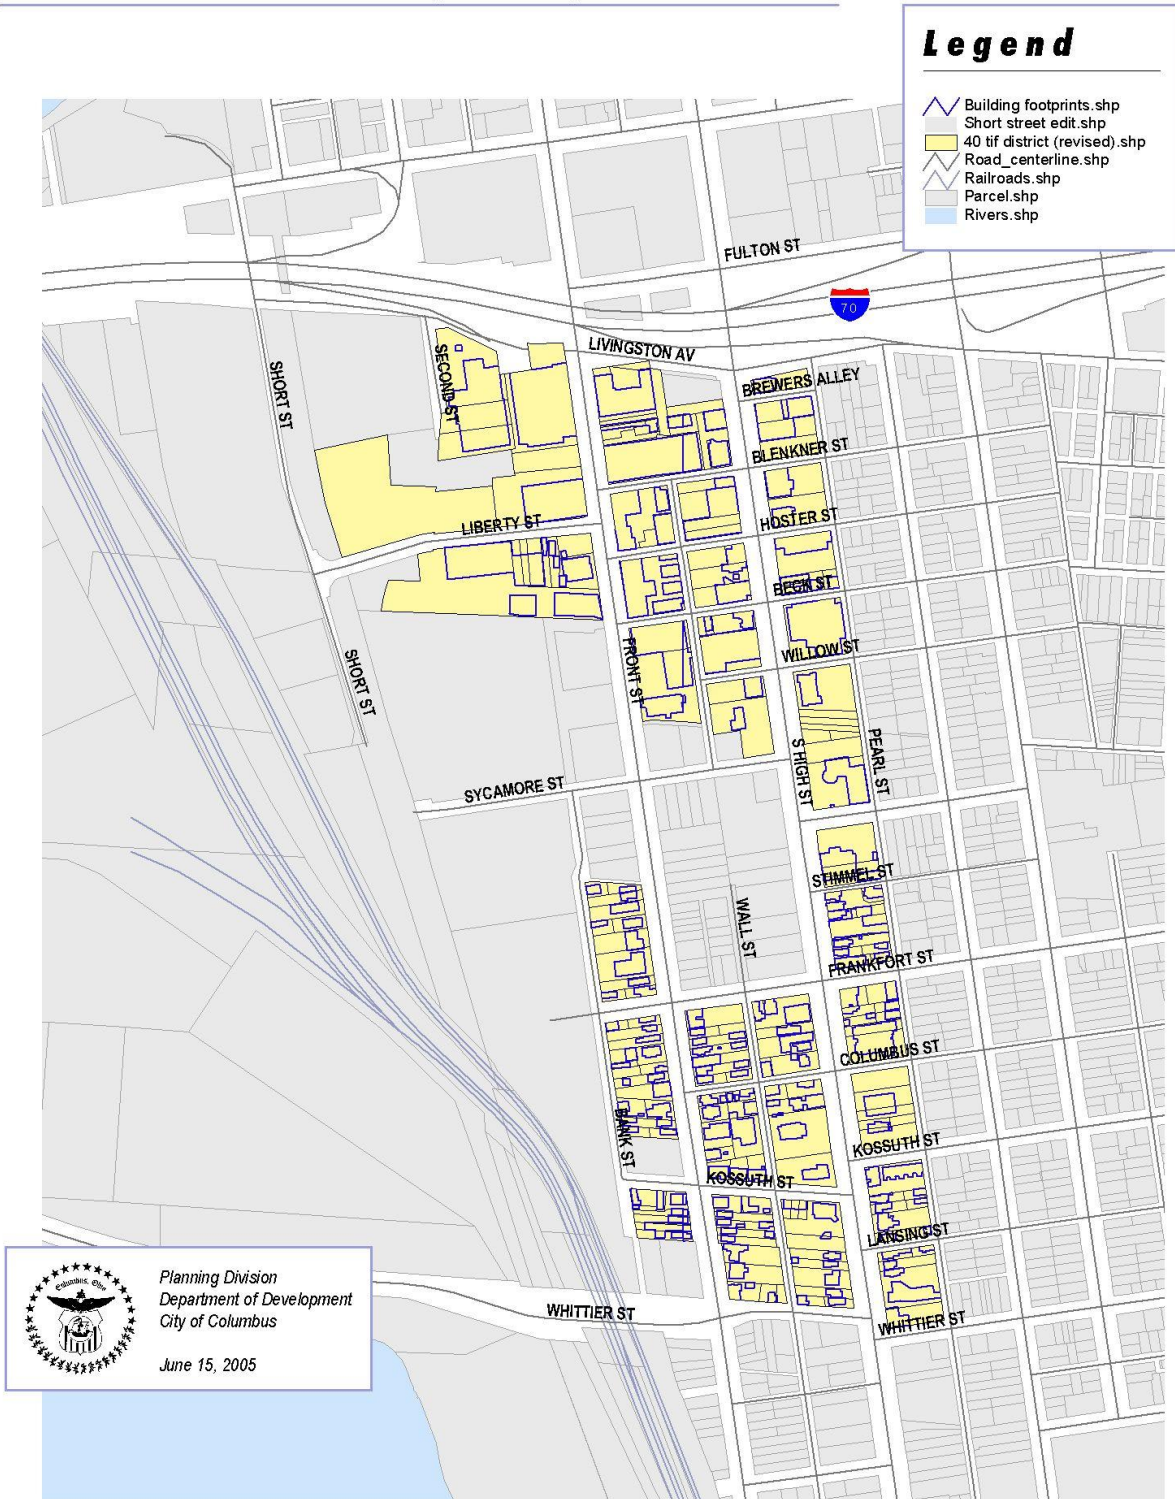 Legend
Building footprints.shp
Short street edit.shp
40 tif district (revised).shp
Road_centerline.shp
Railroads.shp
Parcel.shp
Rivers.shp
FULTON ST
70
LIVINGSTON AV
SECOND ST
SHORT ST
BREWERS ALLEY
BLENKNER ST
LIBERTY ST
HOSTER ST
BECK ST
FRONT ST
WILLOW ST
SHORT ST
S HIGH ST
PEARL ST
SYCAMORE ST
STIMMEL ST
WALL ST
FRANKFORT ST
COLUMBUS ST
BANK ST
KOSSUTH ST
KOSSUTH ST
LANSING ST
WHITTIER ST
WHITTIER ST
Columbus, Ohio
Planning Division
Department of Development
City of Columbus
June 15, 2005